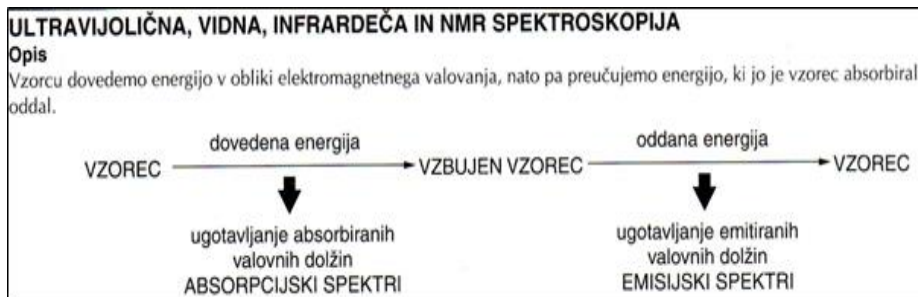 ULTRAVIJOLIČNA, VIDNA, INFRARDEČA IN NMR SPEKTROSKOPIJA
Opis
Vzorcu dovedemo energijo v obliki elektromagnetnega valovanja, nato pa preučujemo energijo, ki jo je vzorec absorbiral
oddal.
dovedena energija
oddana energija
VZOREC
VZBUJEN VZOREC
VZOREC
ugotavljanje absorbiranih
valovnih dolžin
ABSORPCIJSKI SPEKTRI
ugotavljanje emitiranih
valovnih dolžin
EMISIJSKI SPEKTRI